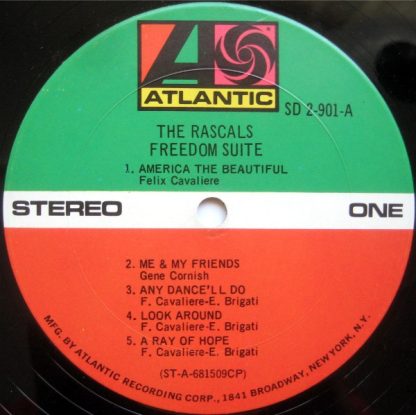 ATLANTIC
SD 2-901-A
THE RASCALS
FREEDOM SUITE
1. AMERICA THE BEAUTIFUL
Felix Cavaliere
STEREO ONE
2. ME & MY FRIENDS
Gene Cornish
3. ANY DANCE'LL DO
F. Cavaliere-E. Brigati
4. LOOK AROUND
F. Cavaliere-E. Brigati
5. A RAY OF HOPE
F. Cavaliere-E. Brigati
(ST-A-681509CP)
MFG. BY ATLANTIC RECORDING CORP., 1841 BROADWAY, NEW YORK, N.Y.